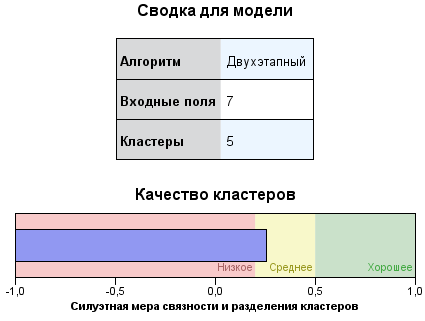 Сводка для модели
Алгоритм Двухэтапный
Входные поля 7
Кластеры 5
Качество кластеров
Низкое Среднее Хорошее
-1,0 -0,5 0,0 0,5 1,0
Силуэтная мера связности и разделения кластеров